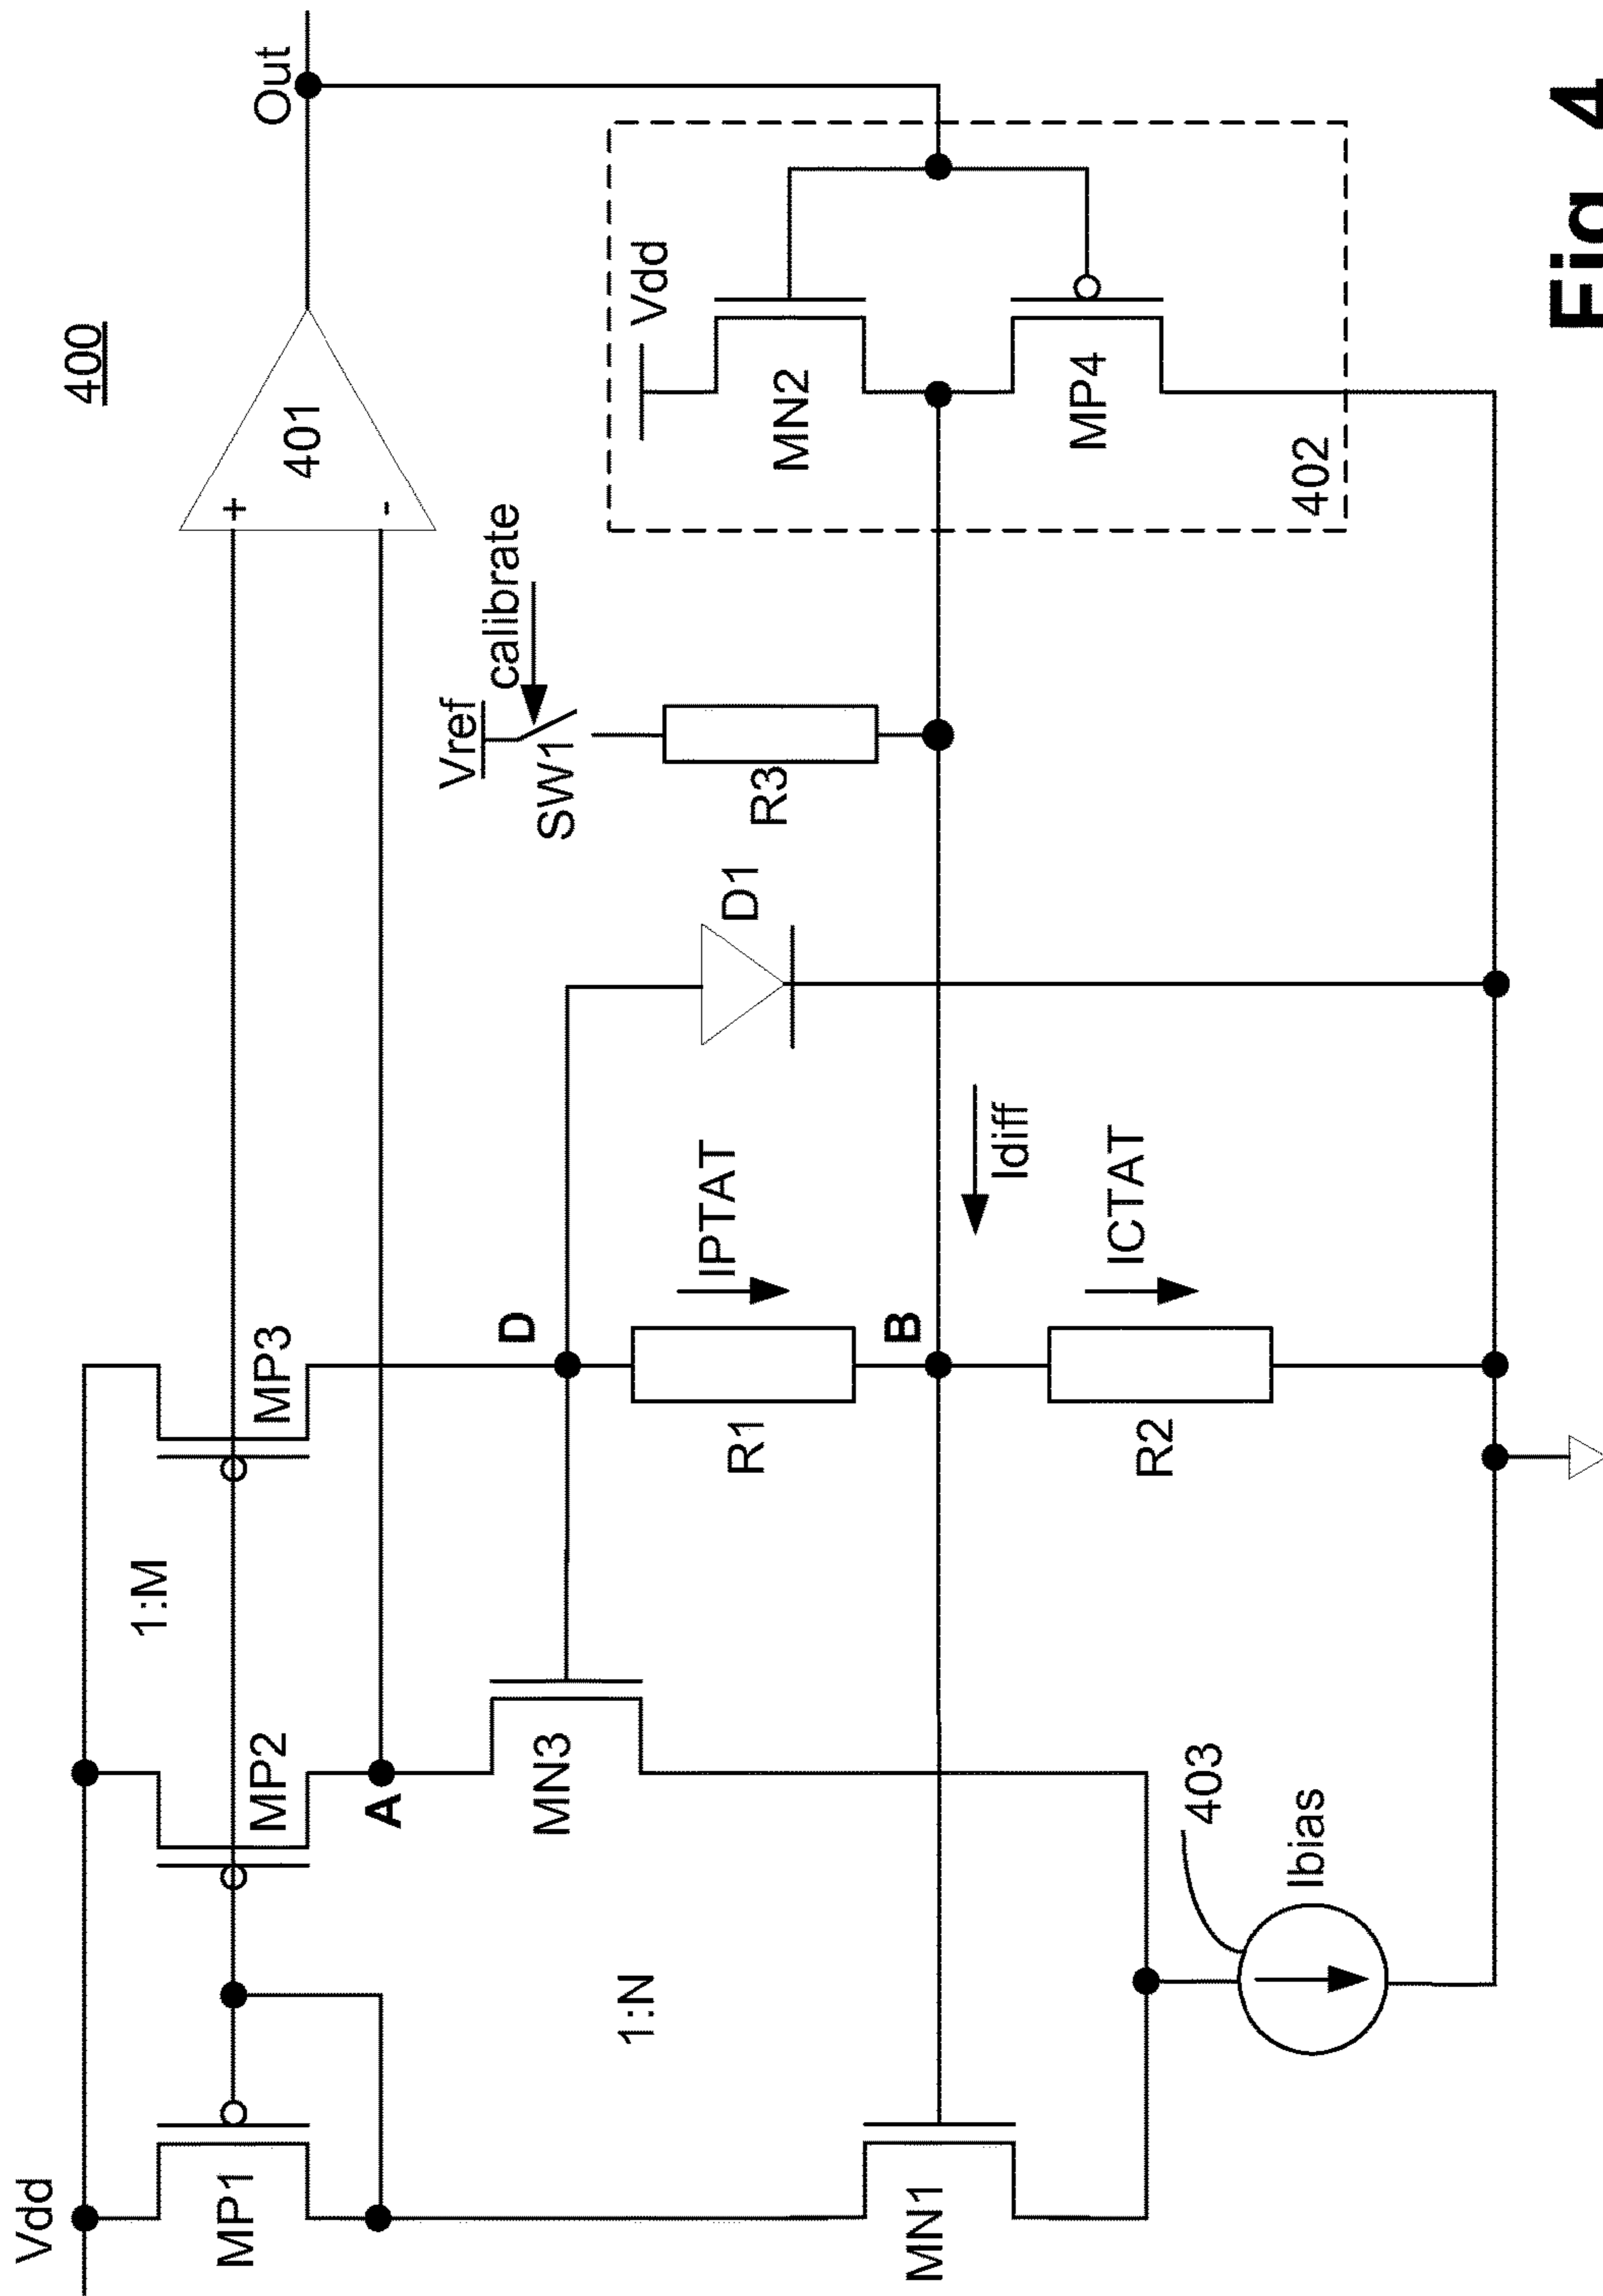 Vdd
400
1:M
MP1
MP2
MP3
Out
+
401
-
A
Vref
calibrate
SW1
D
MN3
1:N
Vdd
IPTAT
D1
R1
R3
MN2
B
MN1
Idiff
MP4
ICTAT
R2
403
Ibias
402
Fig. 4